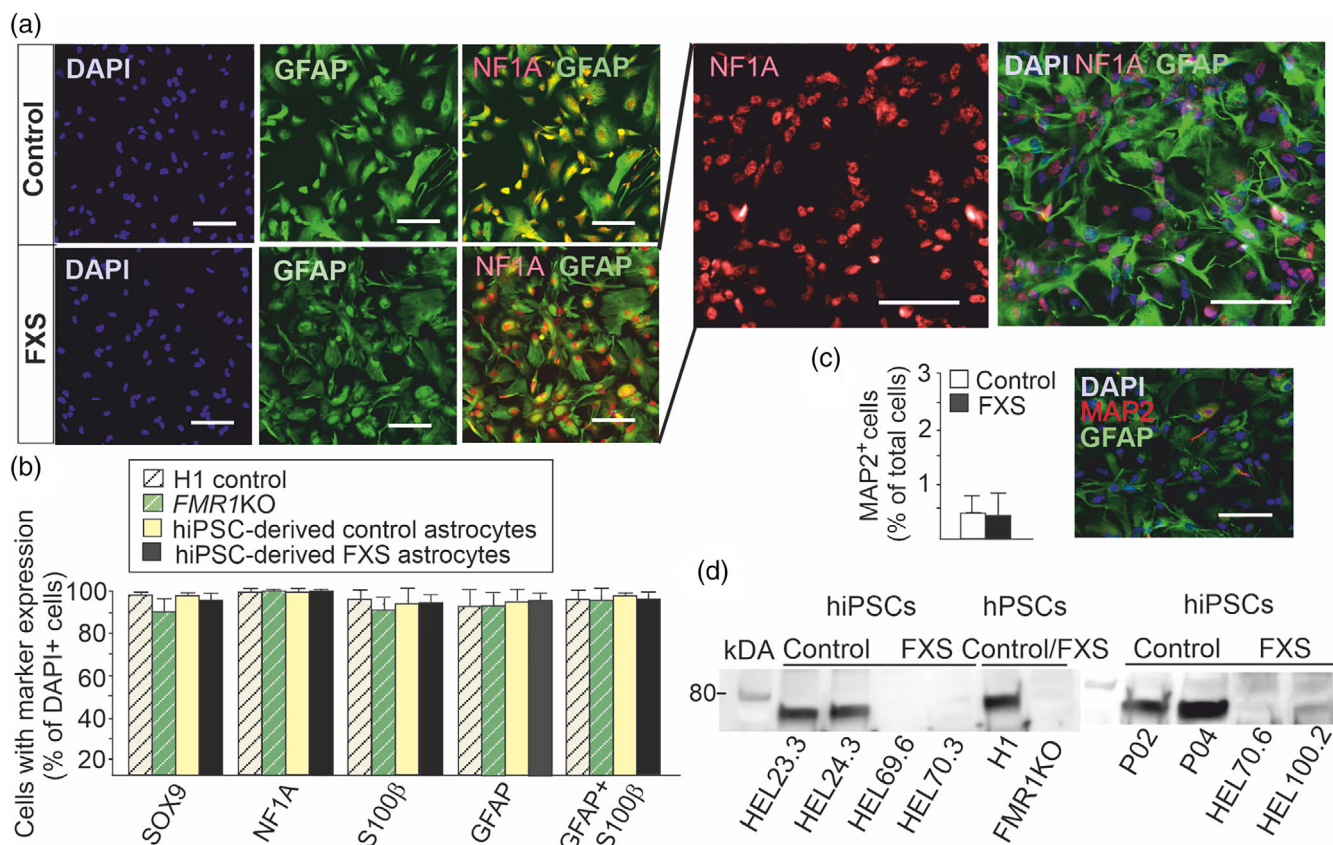 (a)
Control
DAPI
GFAP
NF1A GFAP
NF1A
DAPI NF1A GFAP
FXS
DAPI
GFAP
NF1A GFAP
(b)
H1 control
FMR1KO
hiPSC-derived control astrocytes
hiPSC-derived FXS astrocytes
Cells with marker expression
(% of DAPI+ cells)
100
80
60
40
20
SOX9
NF1A
S100β
GFAP
GFAP+
S100β
(c)
MAP2+ cells
(% of total cells)
3
2
1
Control
FXS
DAPI
MAP2
GFAP
(d)
hiPSCs
hPSCs
hiPSCs
kDA
Control
FXS
Control/FXS
Control
FXS
80-
HEL23.3
HEL24.3
HEL69.6
HEL70.3
H1
FMR1KO
P02
P04
HEL70.6
HEL100.2